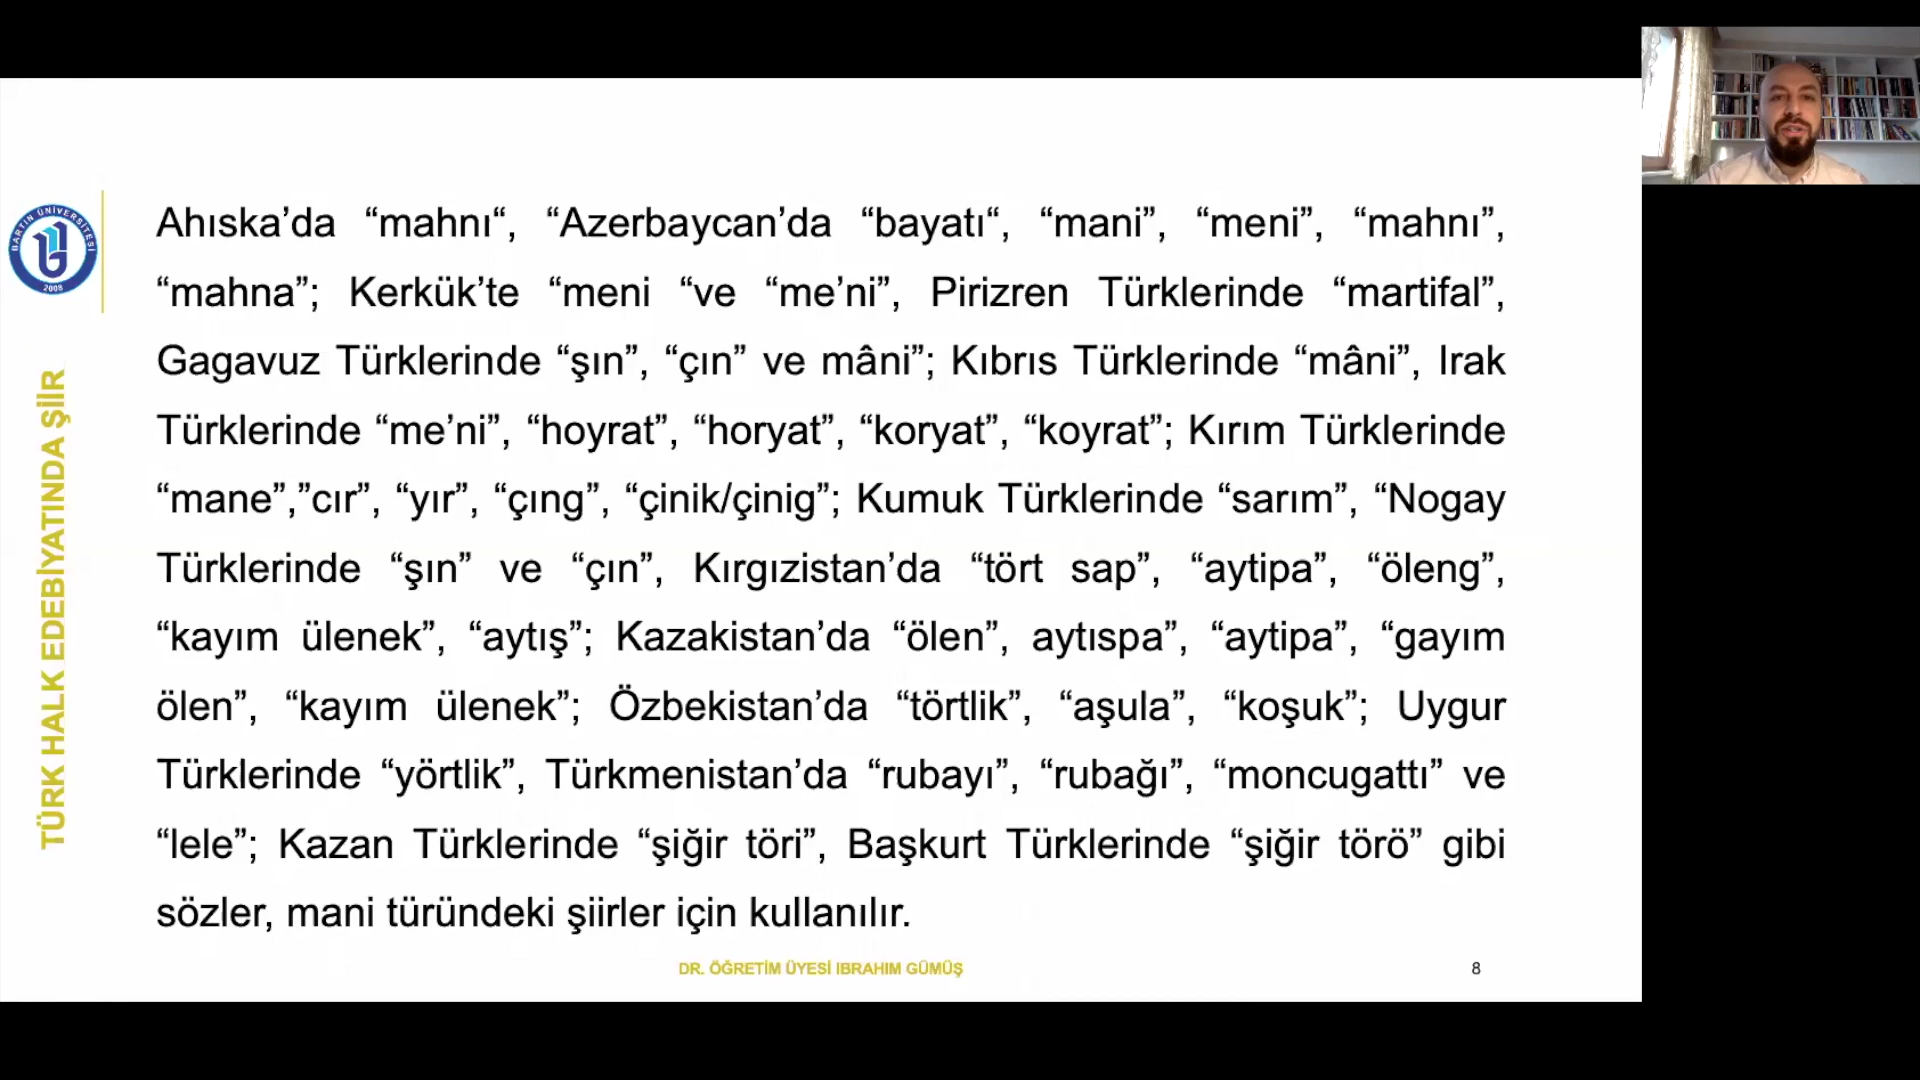 BARTIN ÜNİVERSİTESİ
2008
TÜRK HALK EDEBİYATINDA ŞİİR
Ahıska’da “mahnı“, “Azerbaycan’da “bayatı“, “mani”, “meni”, “mahnı”,
“mahna”; Kerkük’te “meni “ve “me’ni”, Pirizren Türklerinde “martifal”,
Gagavuz Türklerinde “şın”, “çın” ve mâni”; Kıbrıs Türklerinde “mâni”, Irak
Türklerinde “me’ni”, “hoyrat”, “horyat”, “koryat”, “koyrat”; Kırım Türklerinde
“mane”,”cır”, “yır”, “çıng”, “çinik/çinig”; Kumuk Türklerinde “sarım”, “Nogay
Türklerinde “şın” ve “çın”, Kırgızistan’da “tört sap”, “aytipa”, “öleng”,
“kayım ülenek”, “aytış”; Kazakistan’da “ölen”, aytıspa”, “aytipa”, “gayım
ölen”, “kayım ülenek”; Özbekistan’da “törtlik”, “aşula”, “koşuk”; Uygur
Türklerinde “yörtlik”, Türkmenistan’da “rubayı”, “rubağı”, “moncugattı” ve
“lele”; Kazan Türklerinde “şiğir töri”, Başkurt Türklerinde “şiğir törö” gibi
sözler, mani türündeki şiirler için kullanılır.
DR. ÖĞRETİM ÜYESİ IBRAHIM GÜMÜŞ
8